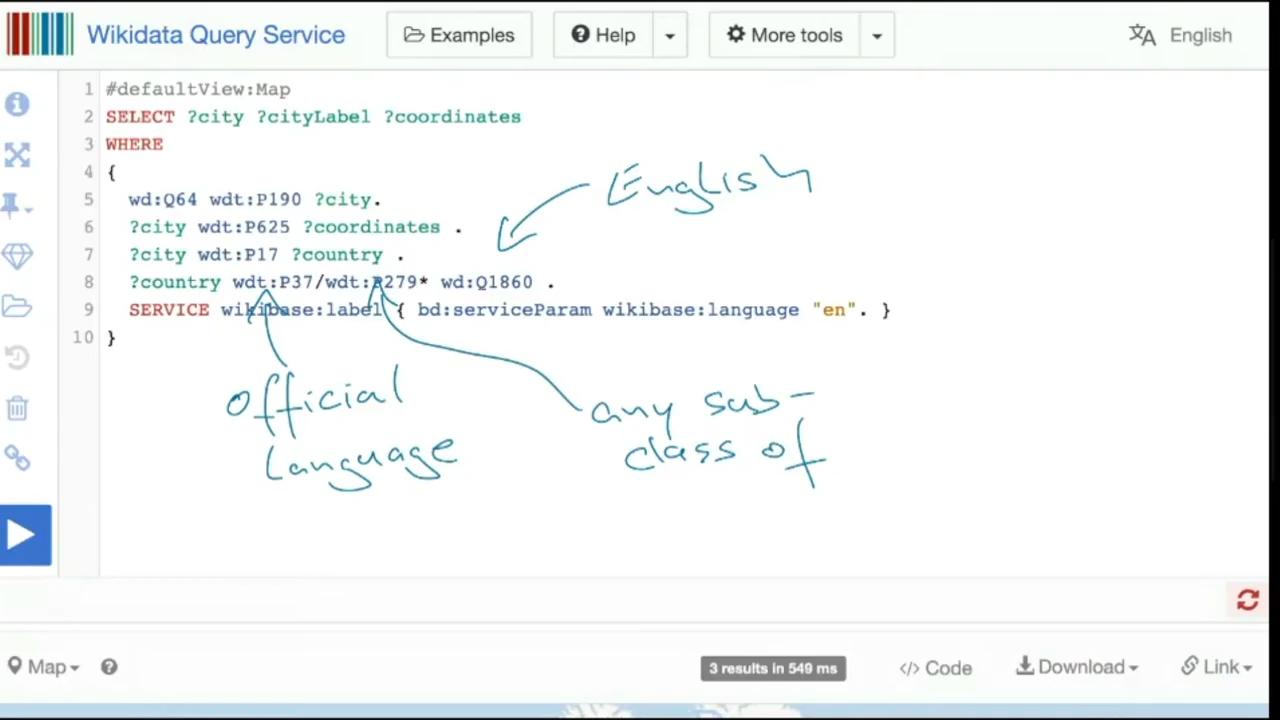 Wikidata Query Service Examples Help More tools English
1 #defaultView:Map
2 SELECT ?city ?cityLabel ?coordinates
3 WHERE
4 {
5 wd:Q64 wdt:P190 ?city.
6 ?city wdt:P625 ?coordinates .
7 ?city wdt:P17 ?country .
8 ?country wdt:P37/wdt:P279* wd:Q1860 .
9 SERVICE wikibase:label { bd:serviceParam wikibase:language "en". }
10 }
English
official
language
any sub-
class of
Map 3 results in 549 ms </> Code Download Link